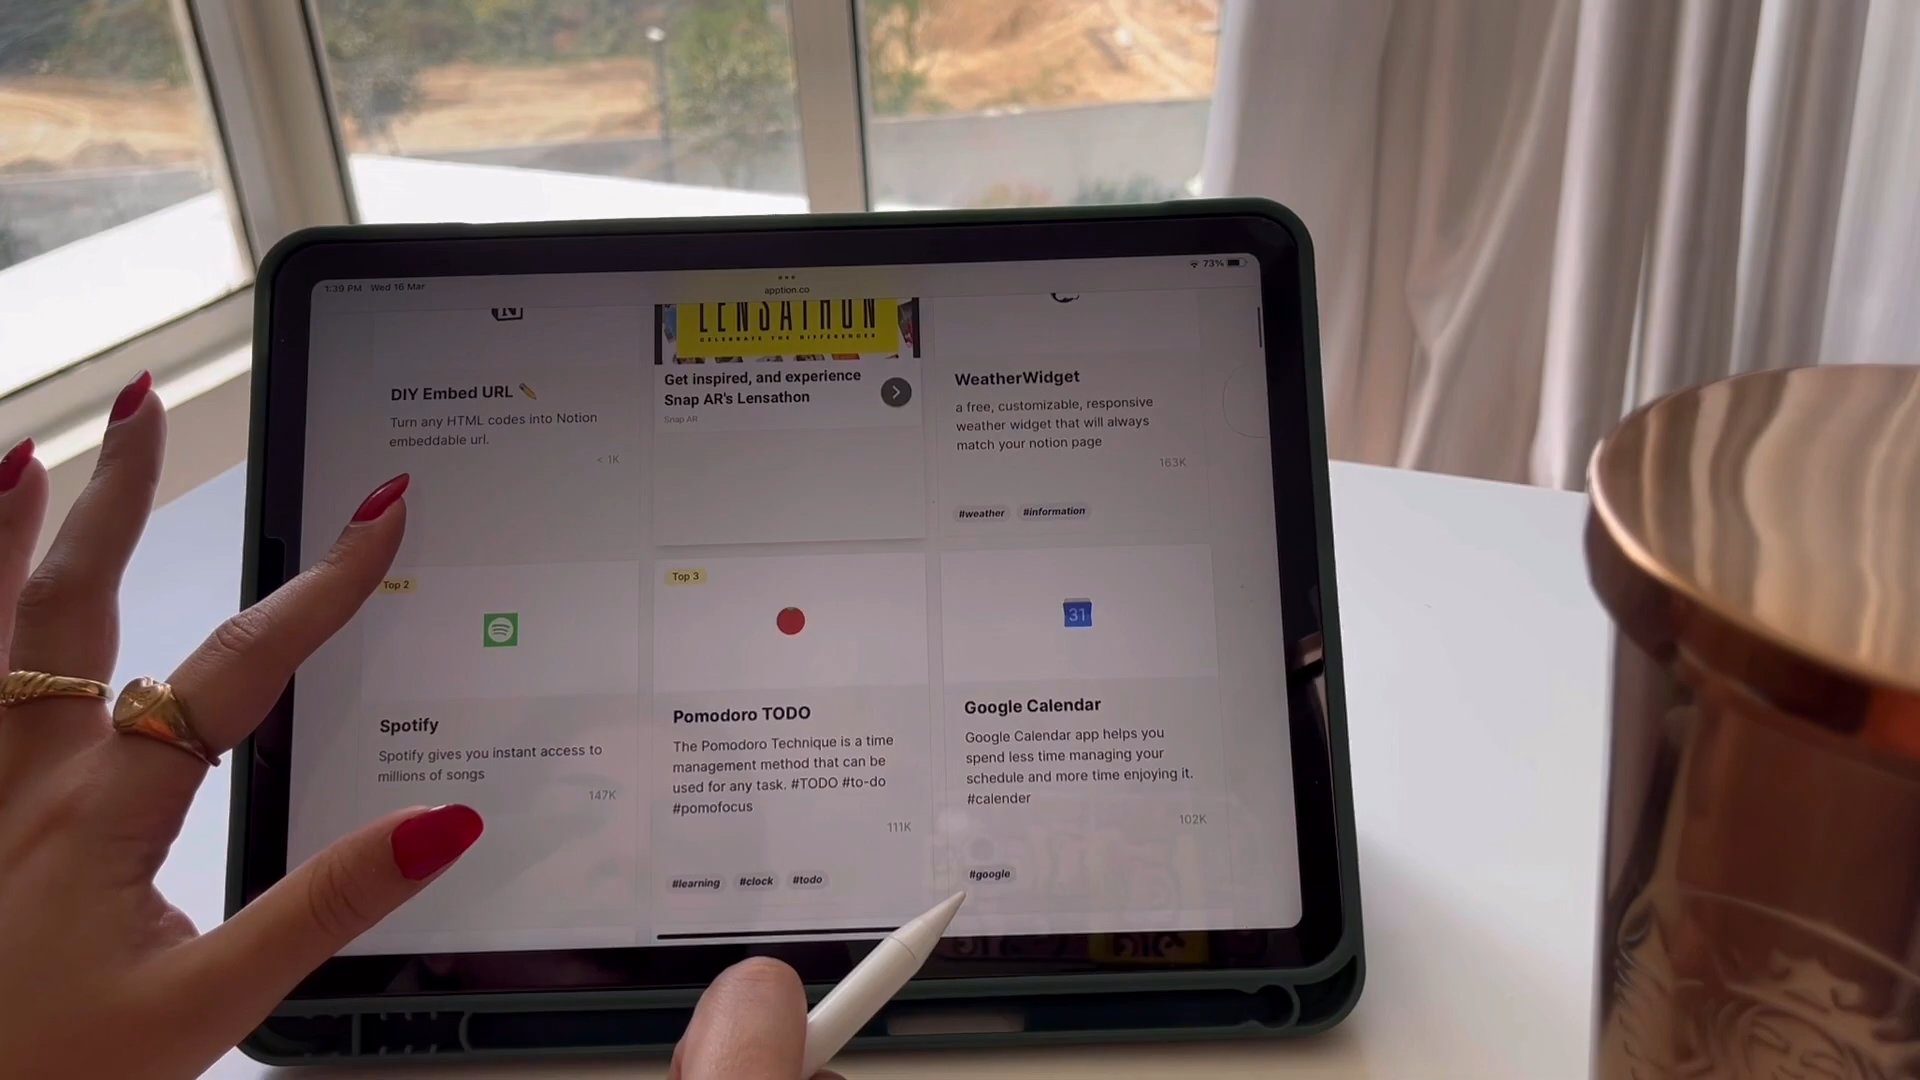 1:39 PM Wed 16 Mar
apption.co
73%
LENSATHON
CELEBRATE THE DIFFERENCES
Get inspired, and experience
Snap AR's Lensathon
Snap AR
DIY Embed URL ✏️
Turn any HTML codes into Notion
embeddable url.
< 1K
WeatherWidget
a free, customizable, responsive
weather widget that will always
match your notion page
163K
#weather #information
Top 2
Spotify
Spotify gives you instant access to
millions of songs
147K
Top 3
Pomodoro TODO
The Pomodoro Technique is a time
management method that can be
used for any task. #TODO #to-do
#pomofocus
111K
#learning #clock #todo
31
Google Calendar
Google Calendar app helps you
spend less time managing your
schedule and more time enjoying it.
#calender
102K
#google